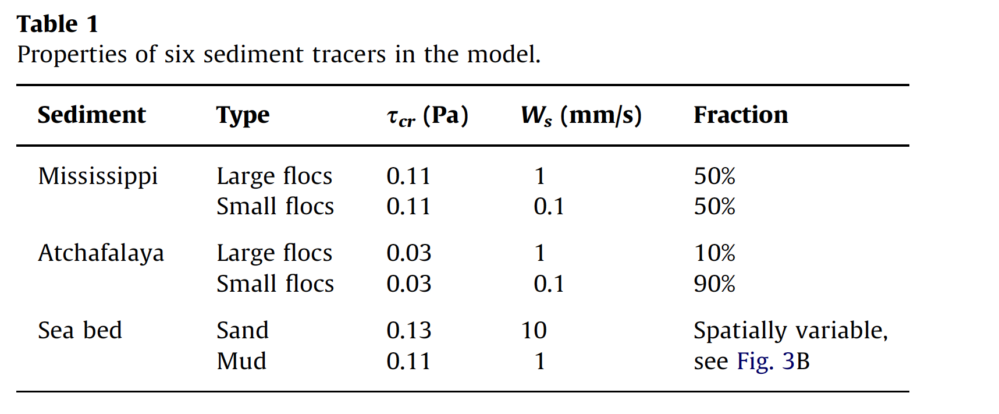 Table 1
Properties of six sediment tracers in the model.
Sediment Type τcr (Pa) Ws (mm/s) Fraction
Mississippi Large flocs 0.11 1 50%
Small flocs 0.11 0.1 50%
Atchafalaya Large flocs 0.03 1 10%
Small flocs 0.03 0.1 90%
Sea bed Sand 0.13 10 Spatially variable,
Mud 0.11 1 see Fig. 3B